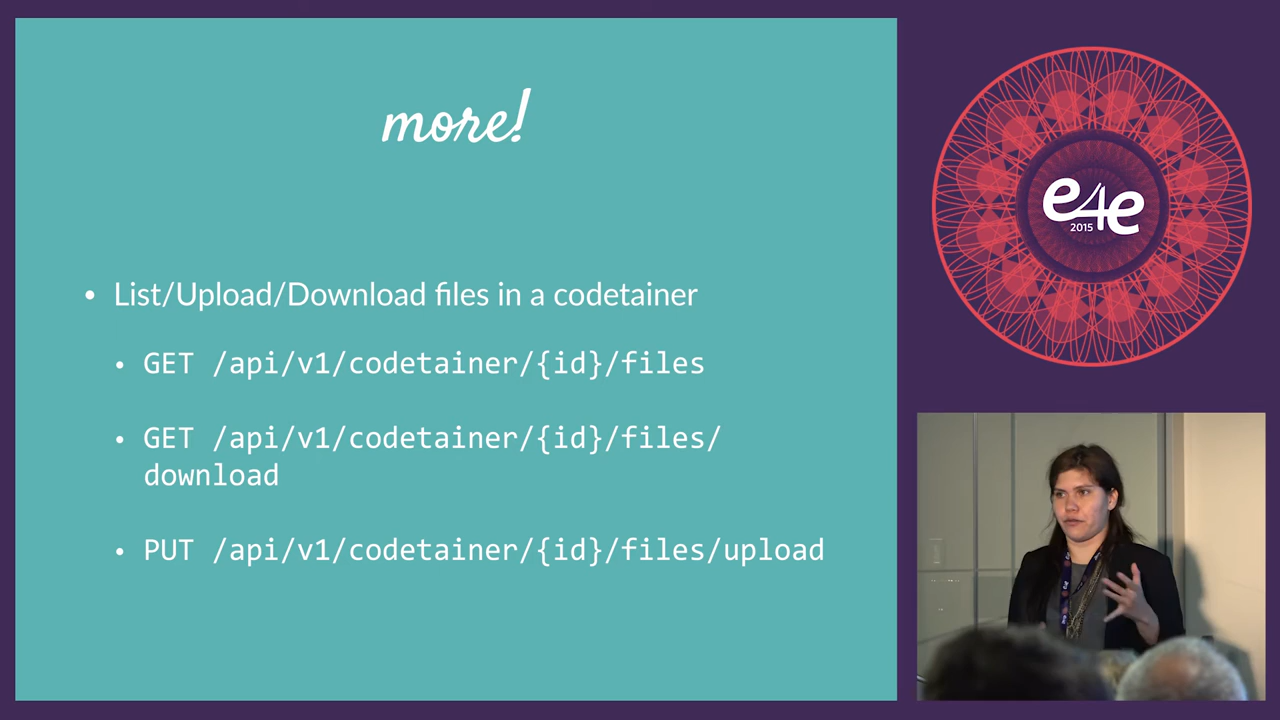 more!
• List/Upload/Download files in a codetainer
• GET /api/v1/codetainer/{id}/files
• GET /api/v1/codetainer/{id}/files/
download
• PUT /api/v1/codetainer/{id}/files/upload
e4e
2015